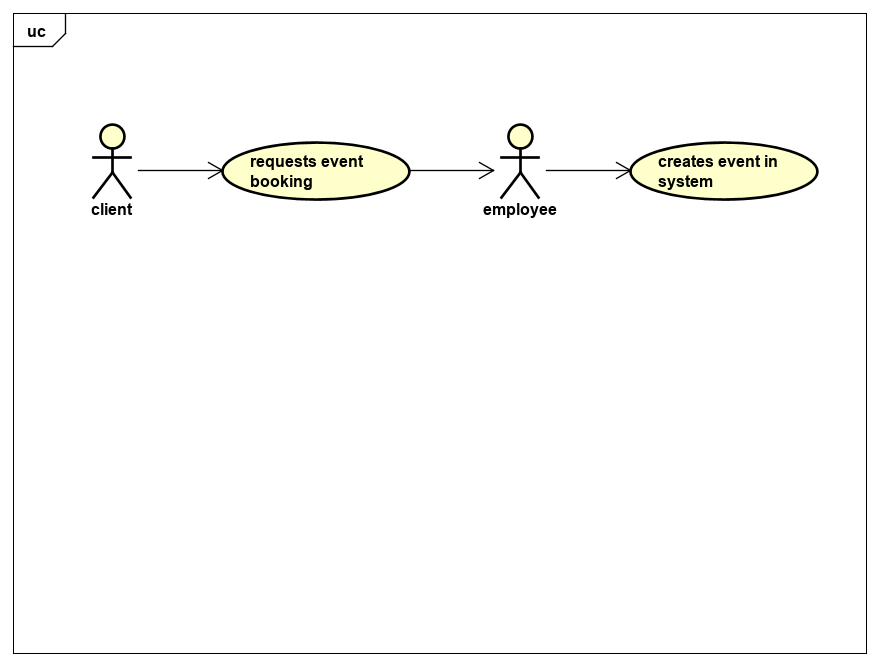 uc
requests event
booking
creates event in
system
client
employee